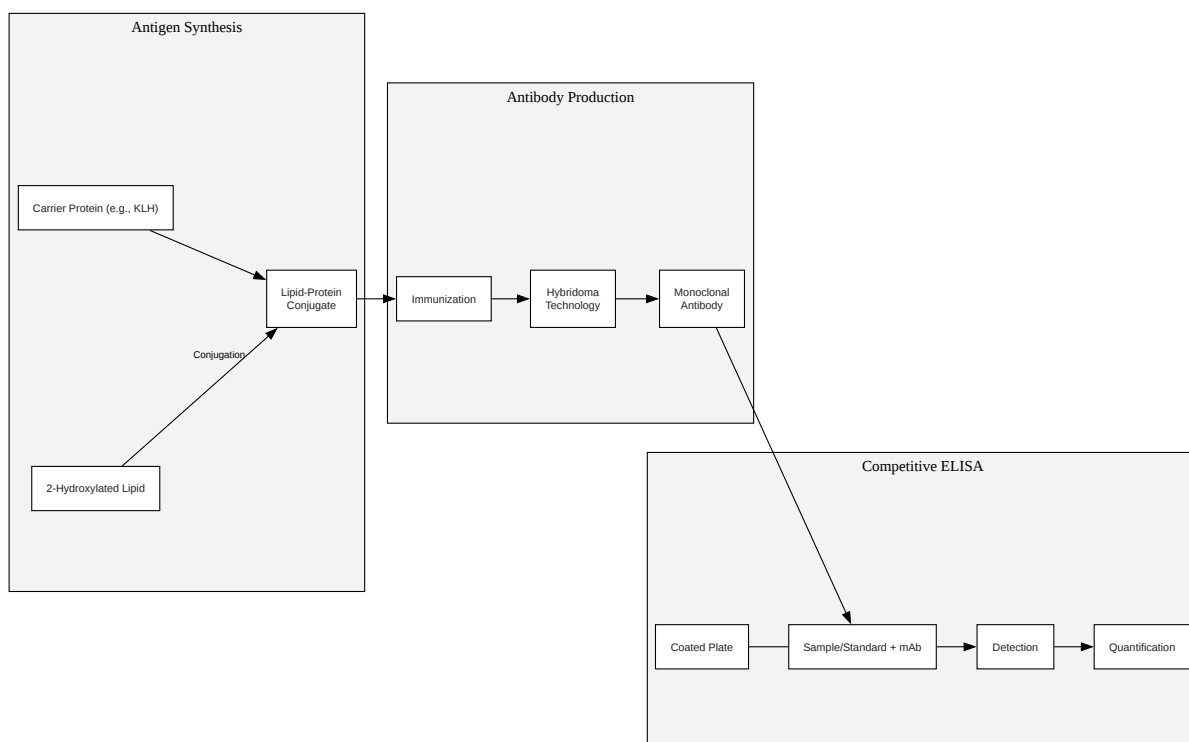 Antigen Synthesis
Carrier Protein (e.g., KLH)
Lipid-Protein
Conjugate
Conjugation
2-Hydroxylated Lipid
Antibody Production
Immunization
Hybridoma
Technology
Monoclonal
Antibody
Competitive ELISA
Coated Plate
Sample/Standard + mAb
Detection
Quantification